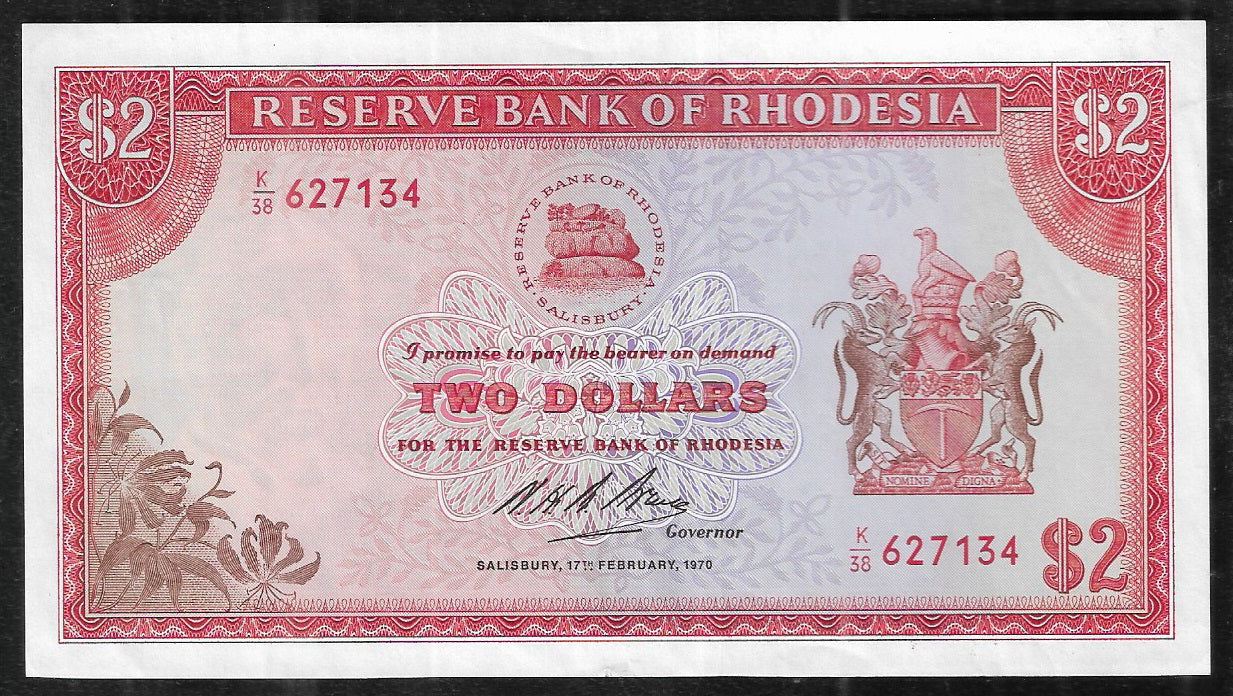 $2
RESERVE BANK OF RHODESIA
$2
K/38 627134
RESERVE BANK OF RHODESIA · SALISBURY ·
I promise to pay the bearer on demand
TWO DOLLARS
FOR THE RESERVE BANK OF RHODESIA
NOMINE DIGNA
Governor
SALISBURY, 17TH FEBRUARY, 1970
K/38 627134
$2